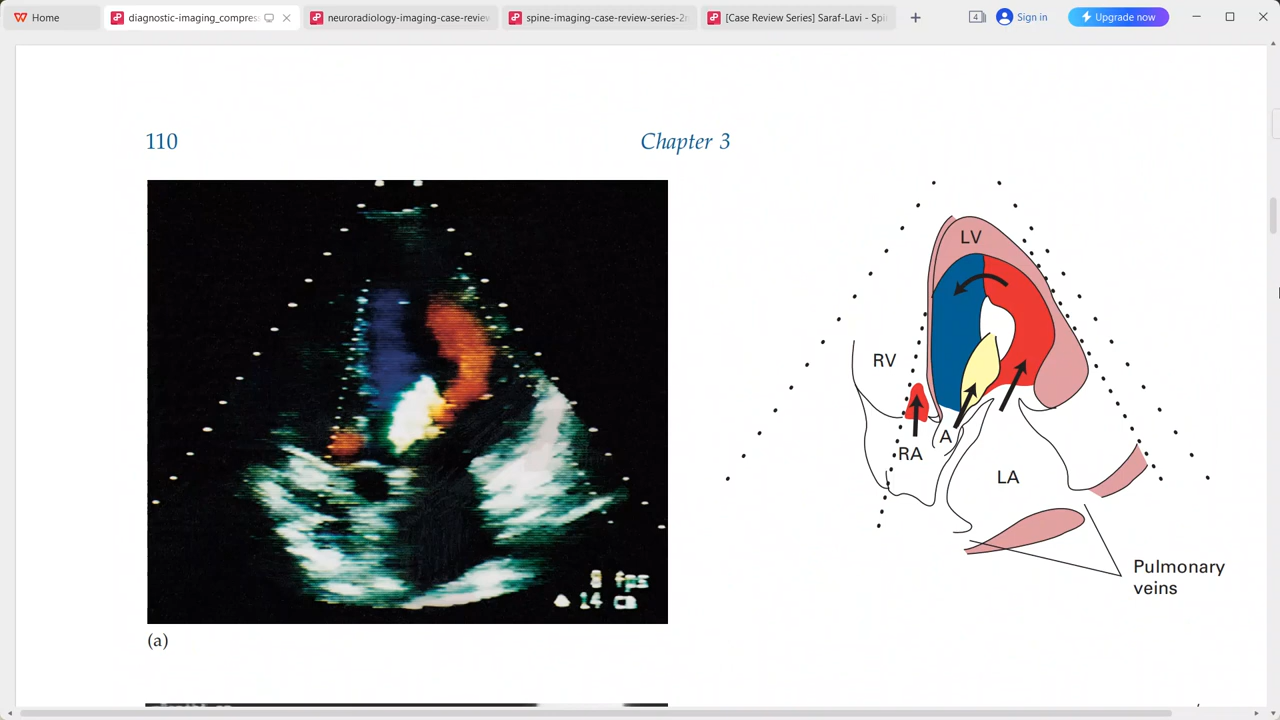 Home
diagnostic-imaging_compres
neuroradiology-imaging-case-review
spine-imaging-case-review-series-2
[Case Review Series] Saraf-Lavi - Spi
4
Sign in
Upgrade now
110
Chapter 3
LV
RV
A
RA
LA
Pulmonary
veins
8 fps
14 cm
(a)